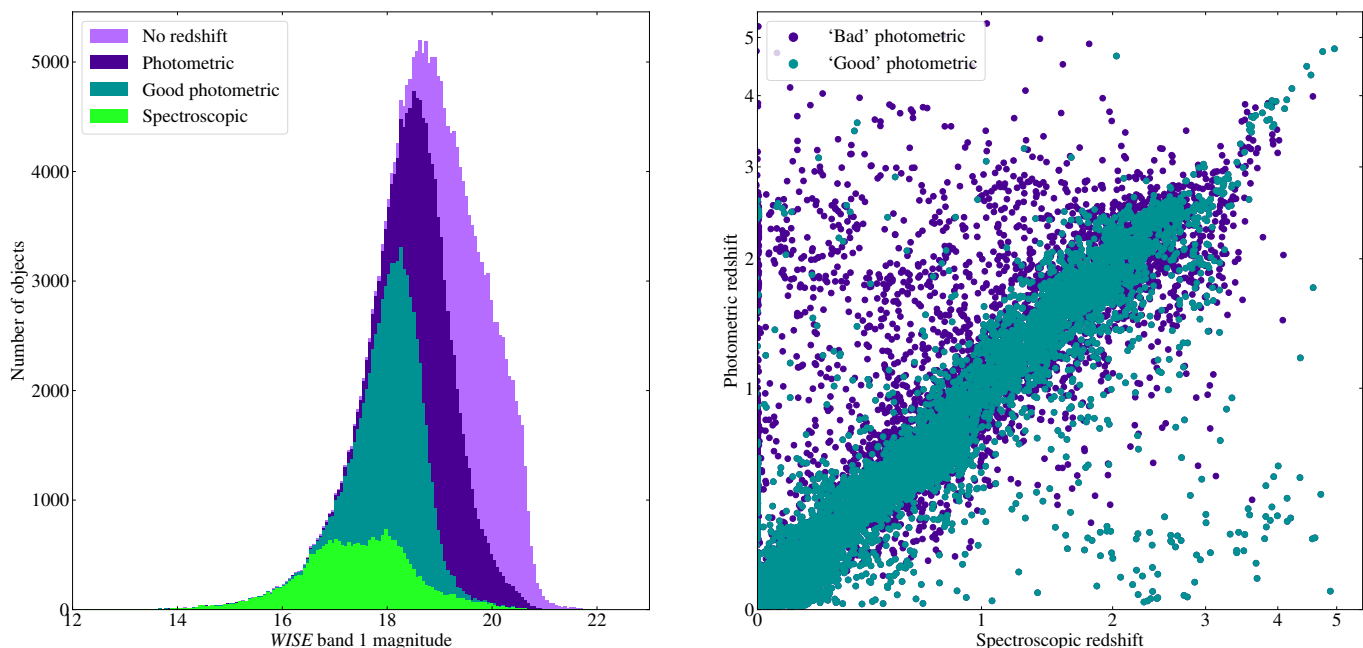 No redshift
Photometric
Good photometric
Spectroscopic
5000
4000
3000
2000
1000
0
Number of objects
12 14 16 18 20 22
WISE band 1 magnitude
‘Bad’ photometric
‘Good’ photometric
5
4
3
2
1
0
Photometric redshift
0 1 2 3 4 5
Spectroscopic redshift